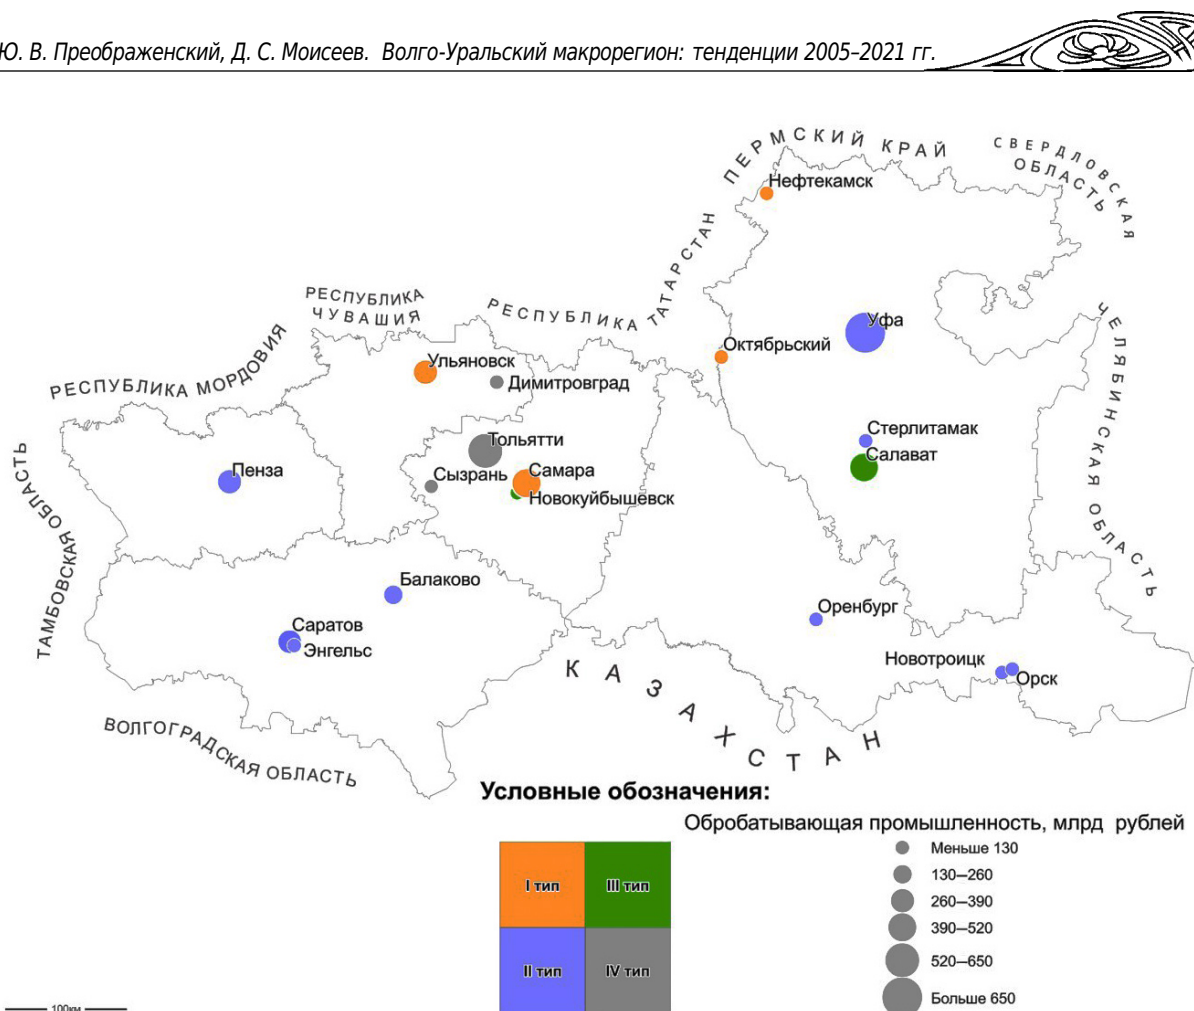 Ю. В. Преображенский, Д. С. Моисеев. Волго-Уральский макрорегион: тенденции 2005–2021 гг.
ПЕРМСКИЙ КРАЙ
СВЕРДЛОВСКАЯ
ОБЛАСТЬ
Нефтекамск
РЕСПУБЛИКА ТАТАРСТАН
РЕСПУБЛИКА
ЧУВАШИЯ
РЕСПУБЛИКА МОРДОВИЯ
ЧЕЛЯБИНСКАЯ ОБЛАСТЬ
Уфа
Октябрьский
Ульяновск
Димитровград
Стерлитамак
Салават
Тольятти
Сызрань
Самара
Новокуйбышевск
Пенза
ТАМБОВСКАЯ ОБЛАСТЬ
Балаково
Саратов
Энгельс
Оренбург
Новотроицк
Орск
КАЗАХСТАН
ВОЛГОГРАДСКАЯ ОБЛАСТЬ
Условные обозначения:
Обробатывающая промышленность, млрд рублей
I тип
III тип
II тип
IV тип
Меньше 130
130–260
260–390
390–520
520–650
Больше 650
100км